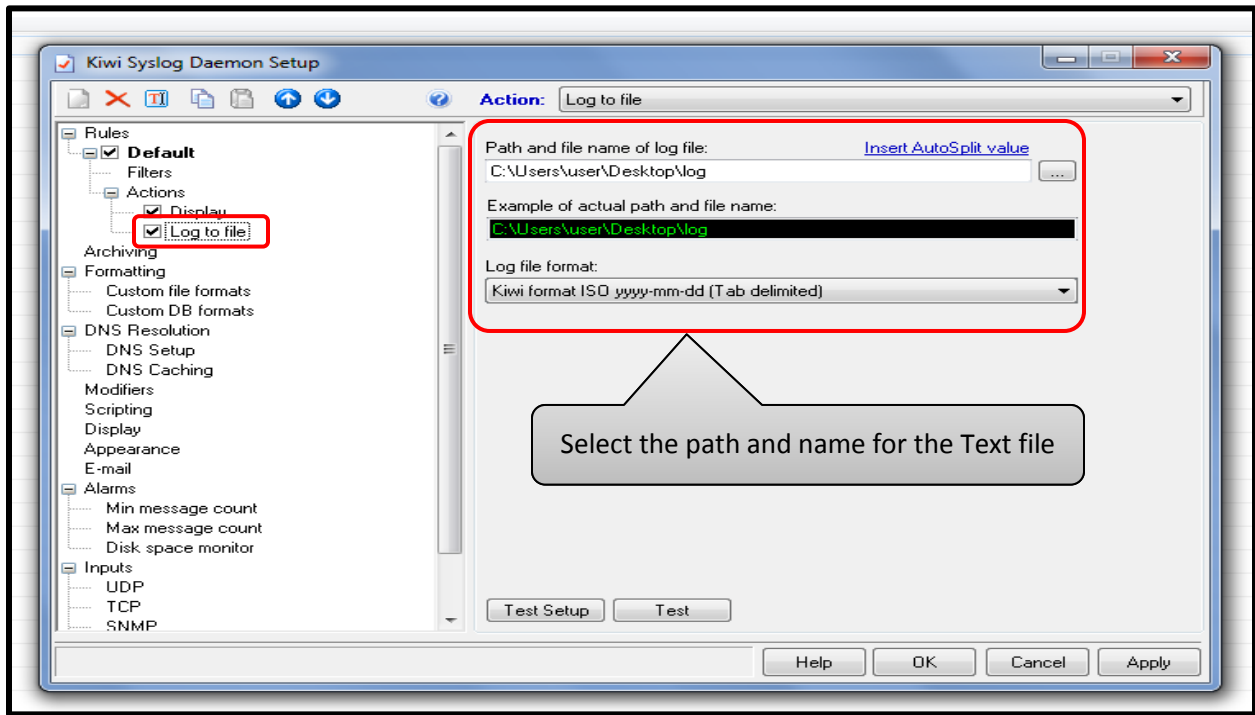 Kiwi Syslog Daemon Setup
Action: Log to file
Rules
Default
Filters
Actions
Display
Log to file
Archiving
Formatting
Custom file formats
Custom DB formats
DNS Resolution
DNS Setup
DNS Caching
Modifiers
Scripting
Display
Appearance
E-mail
Alarms
Min message count
Max message count
Disk space monitor
Inputs
UDP
TCP
SNMP
Path and file name of log file: Insert AutoSplit value
C:\Users\user\Desktop\log ...
Example of actual path and file name:
C:\Users\user\Desktop\log
Log file format:
Kiwi format ISO yyyy-mm-dd (Tab delimited)
Select the path and name for the Text file
Test Setup Test
Help OK Cancel Apply